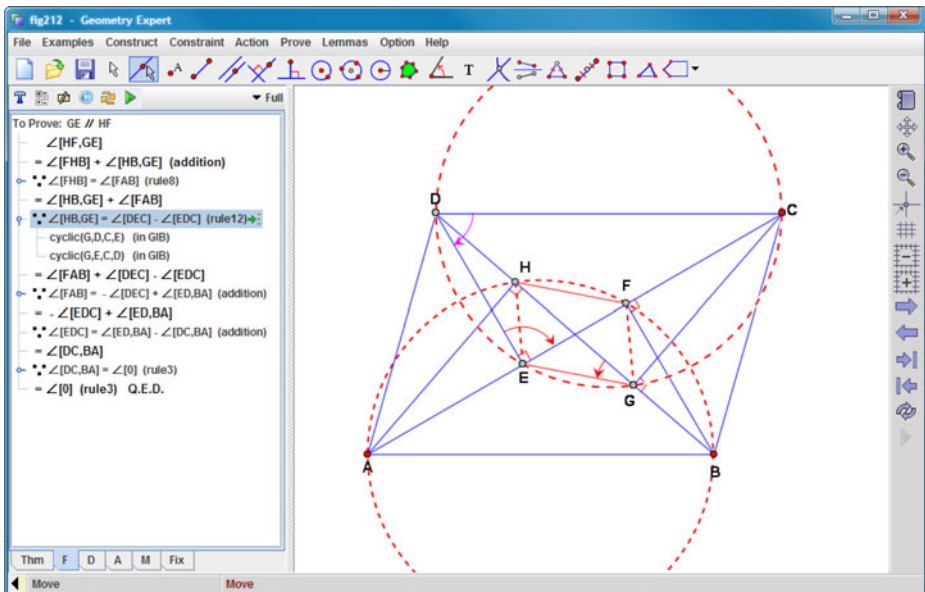 fig212 - Geometry Expert
File Examples Construct Constraint Action Prove Lemmas Option Help
A T
T C Full
To Prove: GE // HF
∠[HF,GE]
= ∠[FHB] + ∠[HB,GE] (addition)
∵ ∠[FHB] = ∠[FAB] (rule8)
= ∠[HB,GE] + ∠[FAB]
∵ ∠[HB,GE] = ∠[DEC] - ∠[EDC] (rule12)
cyclic(G,D,C,E) (in GIB)
cyclic(G,E,C,D) (in GIB)
= ∠[FAB] + ∠[DEC] - ∠[EDC]
∵ ∠[FAB] = - ∠[DEC] + ∠[ED,BA] (addition)
= - ∠[EDC] + ∠[ED,BA]
∵ ∠[EDC] = ∠[ED,BA] - ∠[DC,BA] (addition)
= ∠[DC,BA]
∵ ∠[DC,BA] = ∠[0] (rule3)
= ∠[0] (rule3) Q.E.D.
D
C
H
F
E
G
A
B
Thm F D A M Fix
Move Move